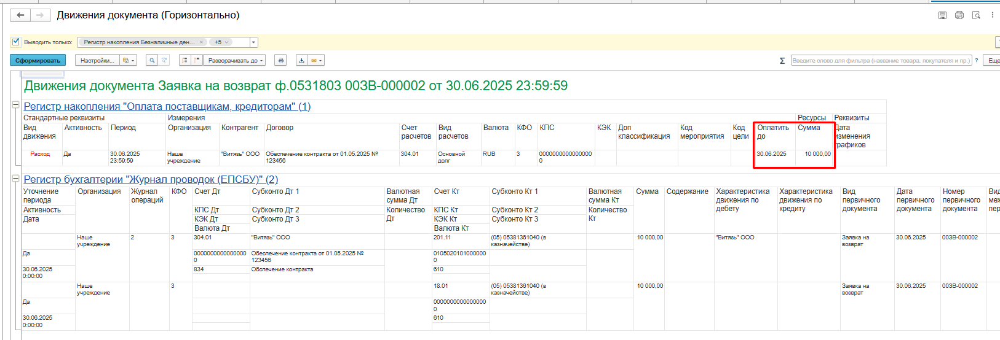 Движения документа (Горизонтально)
Выводить только: Регистр накопления Безналичные ден... × +5
Сформировать Настройки... Разворачивать до Σ Введите слово для фильтра (название товара, покупателя и пр.) ? Еще
Движения документа Заявка на возврат ф.0531803 00ЗВ-000002 от 30.06.2025 23:59:59
Регистр накопления "Оплата поставщикам, кредиторам" (1)
Стандартные реквизиты Измерения Ресурсы Реквизиты
Вид Активность Период Организация Контрагент Договор Счет Вид Валюта КФО КПС КЭК Доп Код Код Оплатить Сумма Дата
движения расчетов расчетов классификация мероприятия цели до изменения
графиков
Расход Да 30.06.2025 Наше "Витязь" ООО Обеспечение контракта от 01.05.2025 № 304.01 Основной RUB 3 0000000000000000 30.06.2025 10 000,00
23:59:59 учреждение 123456 долг 0
Регистр бухгалтерии "Журнал проводок (ЕПСБУ)" (2)
Уточнение Организация Журнал КФО Счет Дт Субконто Дт 1 Валютная Счет Кт Субконто Кт 1 Валютная Сумма Содержание Характеристика Характеристика Вид Дата Номер Вид
периода операций сумма Дт сумма Кт движения по движения по первичного первичного первичного меж
Активность КПС Дт Субконто Дт 2 Количество КПС Кт Субконто Кт 2 Количество дебету кредиту документа документа документа пер
Дата КЭК Дт Субконто Дт 3 Дт КЭК Кт Субконто Кт 3 Кт
Валюта Дт Валюта Кт
Наше 2 3 304.01 "Витязь" ООО 201.11 (05) 05381361040 (в 10 000,00 "Витязь" ООО Заявка на 30.06.2025 00ЗВ-000002
учреждение казначействе) возврат
Да 0000000000000000 Обеспечение контракта от 01.05.2025 № 0105020101000000
0 123456 0
30.06.2025 834 Обспечение контракта 610
0:00:00
Наше 3 18.01 (05) 05381361040 (в 10 000,00 Заявка на 30.06.2025 00ЗВ-000002
учреждение казначействе) возврат
Да 0000000000000000
0
30.06.2025 610
0:00:00